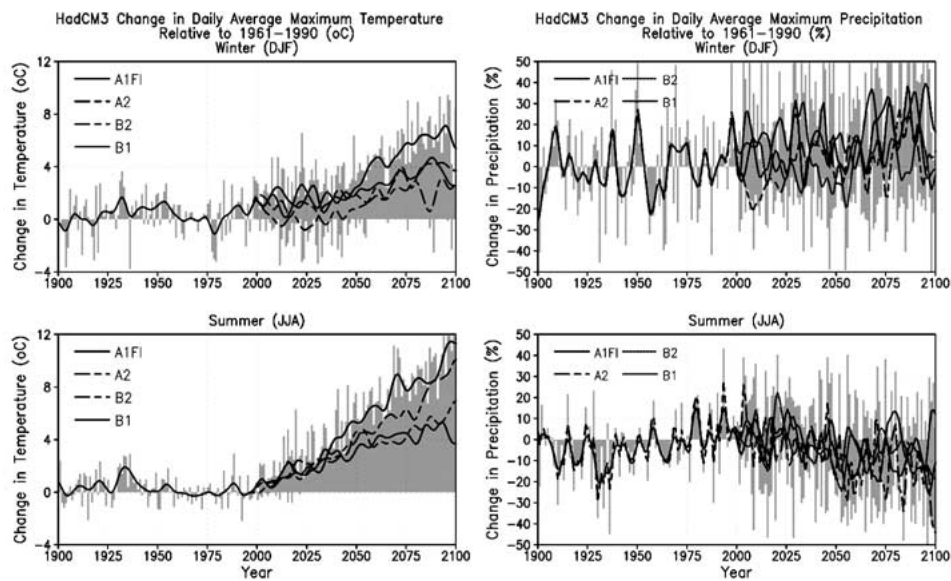 HadCM3 Change in Daily Average Maximum Temperature
Relative to 1961-1990 (oC)
Winter (DJF)
Change in Temperature (oC)
12
8
4
0
-4
A1FI
A2
B2
B1
1900 1925 1950 1975 2000 2025 2050 2075 2100
HadCM3 Change in Daily Average Maximum Precipitation
Relative to 1961-1990 (%)
Winter (DJF)
Change in Precipitation (%)
50
40
30
20
10
0
-10
-20
-30
-40
-50
A1FI B2
A2 B1
1900 1925 1950 1975 2000 2025 2050 2075 2100
Summer (JJA)
Change in Temperature (oC)
12
8
4
0
-4
A1FI
A2
B2
B1
1900 1925 1950 1975 2000 2025 2050 2075 2100
Year
Summer (JJA)
Change in Precipitation (%)
50
40
30
20
10
0
-10
-20
-30
-40
-50
A1FI B2
A2 B1
1900 1925 1950 1975 2000 2025 2050 2075 2100
Year